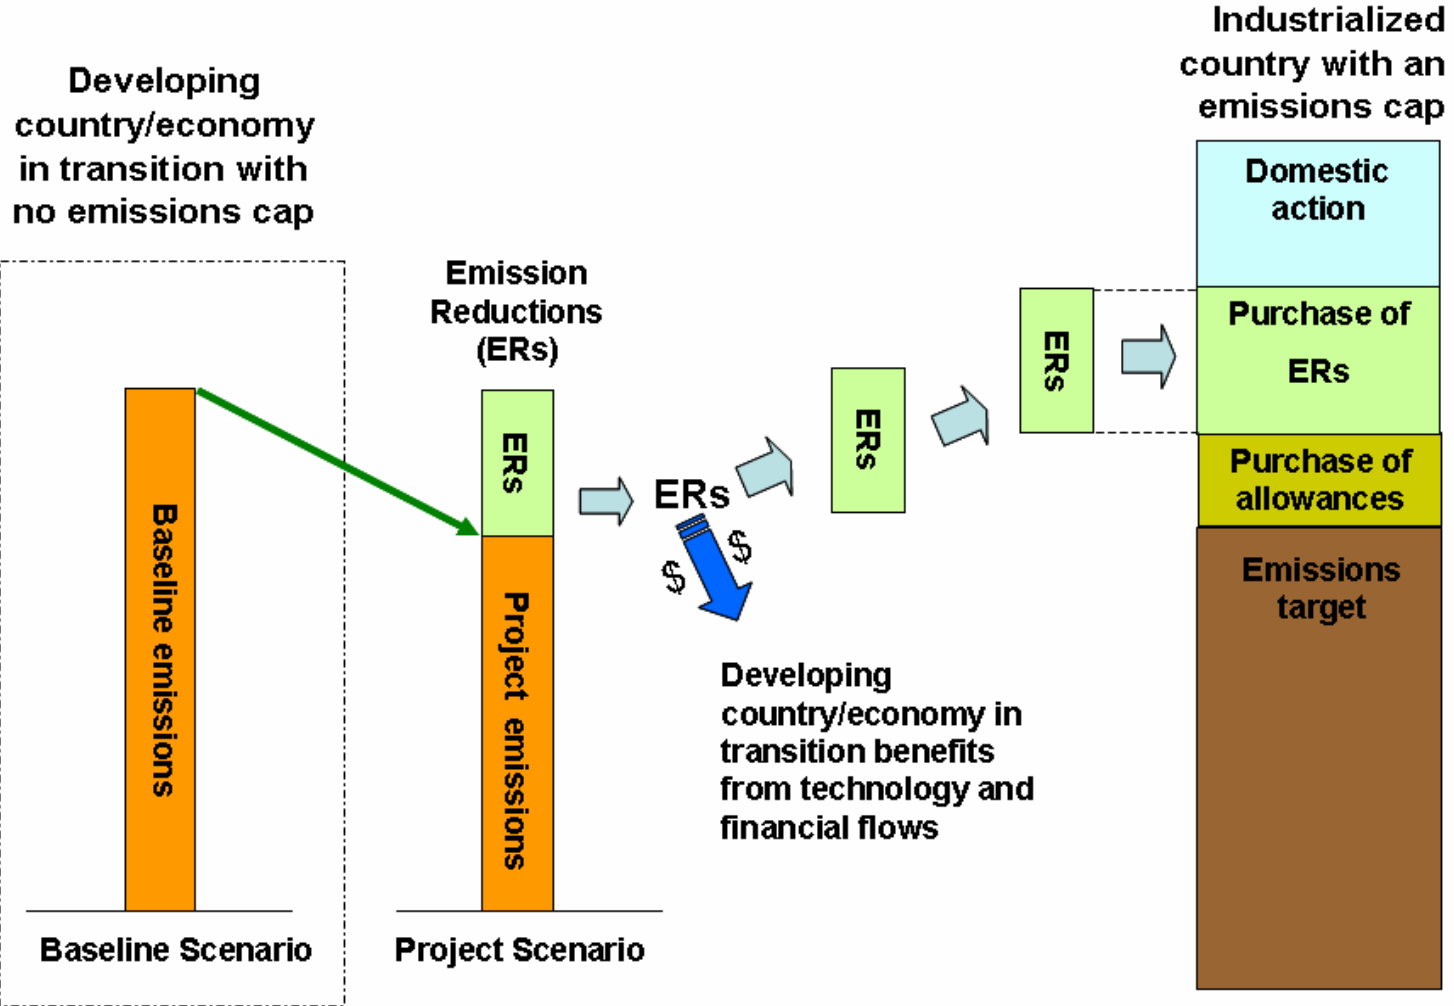 Developing
country/economy
in transition with
no emissions cap
Baseline emissions
Baseline Scenario
Emission
Reductions
(ERs)
ERs
Project emissions
Project Scenario
ERs
$
$
Developing
country/economy in
transition benefits
from technology and
financial flows
ERs
ERs
Industrialized
country with an
emissions cap
Domestic
action
Purchase of
ERs
Purchase of
allowances
Emissions
target